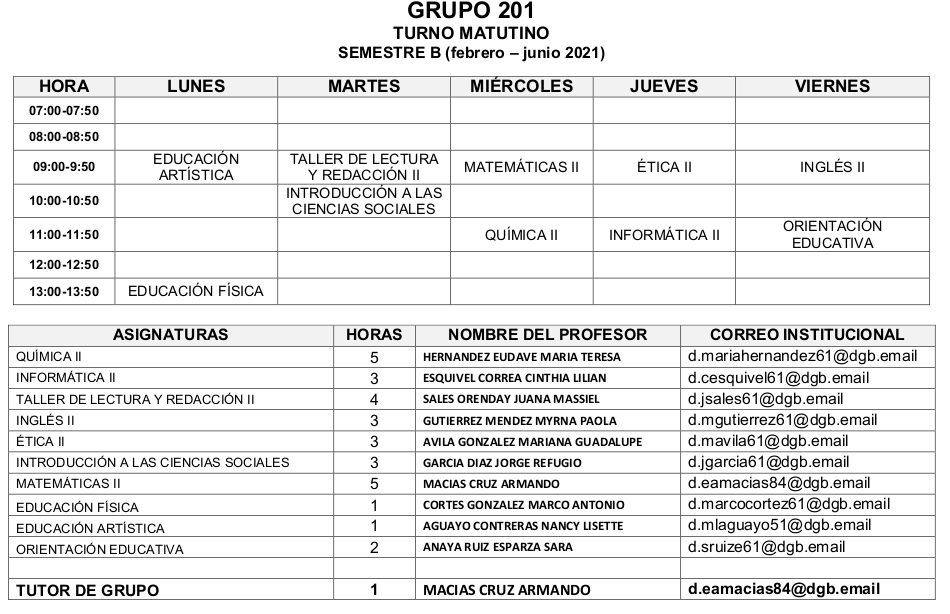 GRUPO 201
TURNO MATUTINO
SEMESTRE B (febrero – junio 2021)
HORA LUNES MARTES MIÉRCOLES JUEVES VIERNES
07:00-07:50
08:00-08:50
09:00-9:50 EDUCACIÓN ARTÍSTICA TALLER DE LECTURA Y REDACCIÓN II MATEMÁTICAS II ÉTICA II INGLÉS II
10:00-10:50 INTRODUCCIÓN A LAS CIENCIAS SOCIALES
11:00-11:50 QUÍMICA II INFORMÁTICA II ORIENTACIÓN EDUCATIVA
12:00-12:50
13:00-13:50 EDUCACIÓN FÍSICA
ASIGNATURAS HORAS NOMBRE DEL PROFESOR CORREO INSTITUCIONAL
QUÍMICA II 5 HERNANDEZ EUDAVE MARIA TERESA d.mariahernandez61@dgb.email
INFORMÁTICA II 3 ESQUIVEL CORREA CINTHIA LILIAN d.cesquivel61@dgb.email
TALLER DE LECTURA Y REDACCIÓN II 4 SALES ORENDAY JUANA MASSIEL d.jsales61@dgb.email
INGLÉS II 3 GUTIERREZ MENDEZ MYRNA PAOLA d.mgutierrez61@dgb.email
ÉTICA II 3 AVILA GONZALEZ MARIANA GUADALUPE d.mavila61@dgb.email
INTRODUCCIÓN A LAS CIENCIAS SOCIALES 3 GARCIA DIAZ JORGE REFUGIO d.jgarcia61@dgb.email
MATEMÁTICAS II 5 MACIAS CRUZ ARMANDO d.eamacias84@dgb.email
EDUCACIÓN FÍSICA 1 CORTES GONZALEZ MARCO ANTONIO d.marcocortez61@dgb.email
EDUCACIÓN ARTÍSTICA 1 AGUAYO CONTRERAS NANCY LISETTE d.mlaguayo51@dgb.email
ORIENTACIÓN EDUCATIVA 2 ANAYA RUIZ ESPARZA SARA d.sruize61@dgb.email
TUTOR DE GRUPO 1 MACIAS CRUZ ARMANDO d.eamacias84@dgb.email